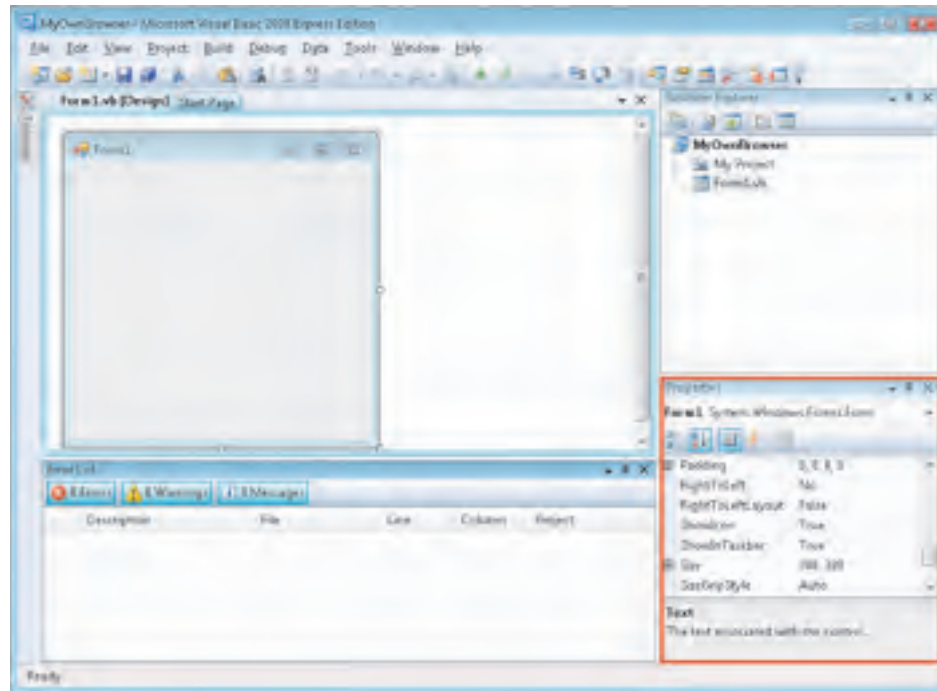 MyOwnBrowser - Microsoft Visual Basic 2008 Express Edition
File Edit View Project Build Debug Data Tools Window Help
Form1.vb [Design] Start Page
Form1
Solution Explorer
MyOwnBrowser
My Project
Form1.vb
Properties
Form1 System.Windows.Forms.Form
Padding 0, 0, 0, 0
RightToLeft No
RightToLeftLayout False
ShowIcon True
ShowInTaskbar True
Size 300, 300
SizeGripStyle Auto
Text
The text associated with the control.
Error List
0 Errors 0 Warnings 0 Messages
Description File Line Column Project
Ready